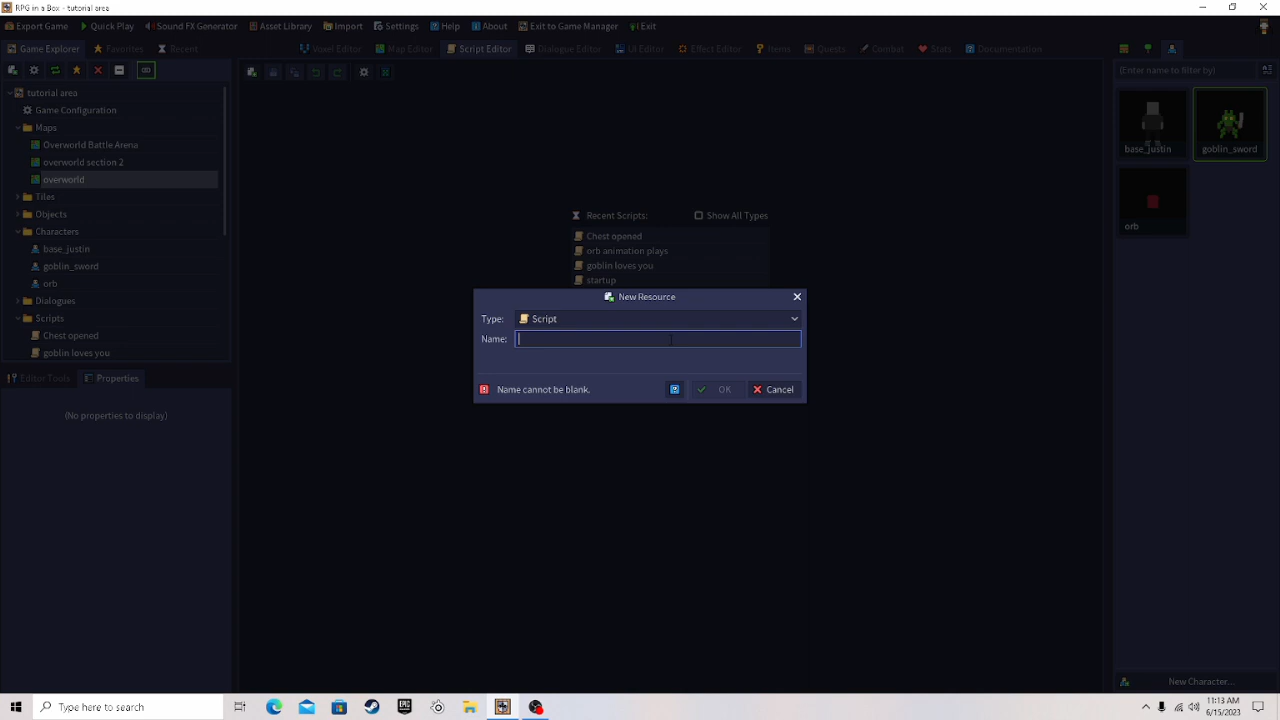 RPG in a Box - tutorial area
Export Game Quick Play Sound FX Generator Asset Library Import Settings Help About Exit to Game Manager Exit
Game Explorer Favorites Recent Voxel Editor Map Editor Script Editor Dialogue Editor UI Editor Effect Editor Items Quests Combat Stats Documentation
(Enter name to filter by)
tutorial area
Game Configuration
Maps
Overworld Battle Arena
overworld section 2
overworld
Tiles
Objects
Characters
base_justin
goblin_sword
orb
Dialogues
Scripts
Chest opened
goblin loves you
Editor Tools Properties
(No properties to display)
Recent Scripts: Show All Types
Chest opened
orb animation plays
goblin loves you
startup
New Resource
Type: Script
Name:
Name cannot be blank. OK Cancel
base_justin goblin_sword
orb
New Character...
Type here to search
11:13 AM
6/15/2023